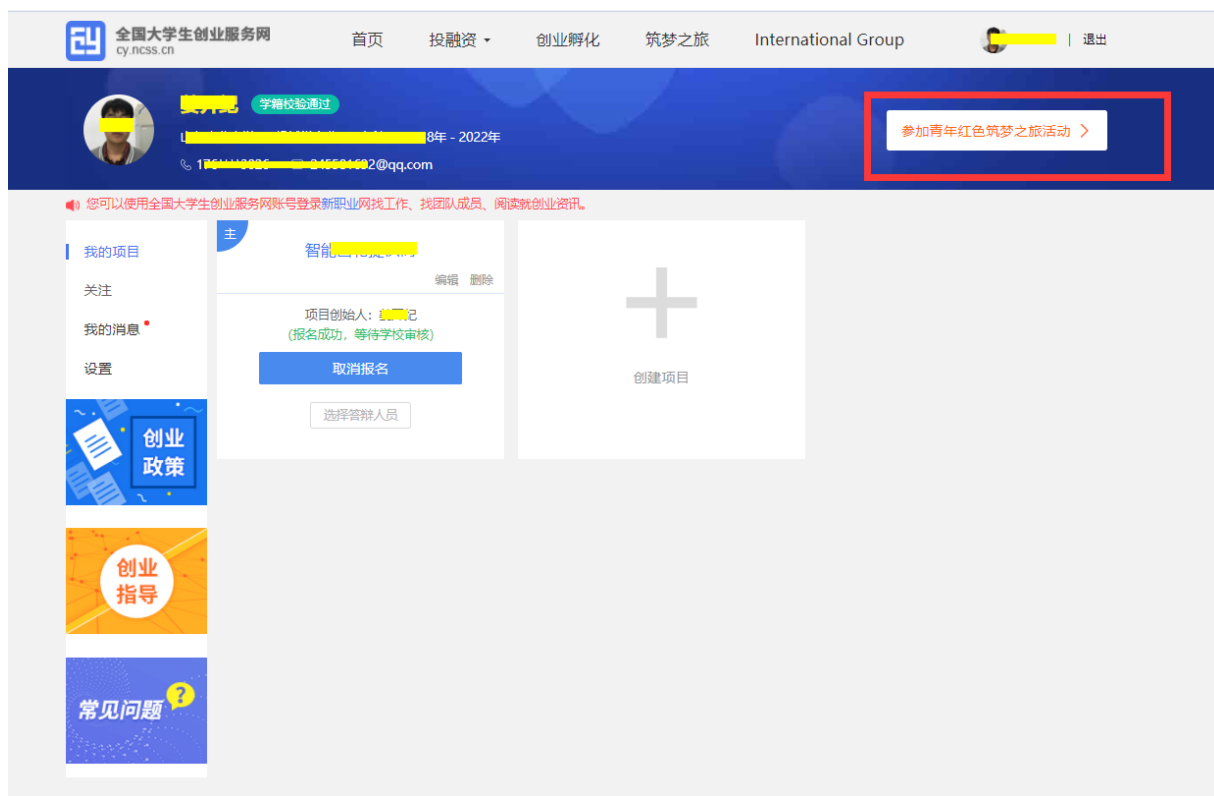 全国大学生创业服务网
cy.ncss.cn
首页 投融资 创业孵化 筑梦之旅 International Group | 退出
学籍校验通过
8年 - 2022年
2@qq.com
参加青年红色筑梦之旅活动
您可以使用全国大学生创业服务网账号登录新职业网找工作、找团队成员、阅读就创业资讯。
我的项目
关注
我的消息
设置
主
智能
编辑 删除
项目创始人：
(报名成功，等待学校审核)
取消报名
选择答辩人员
创建项目
创业
政策
创业
指导
常见问题
?